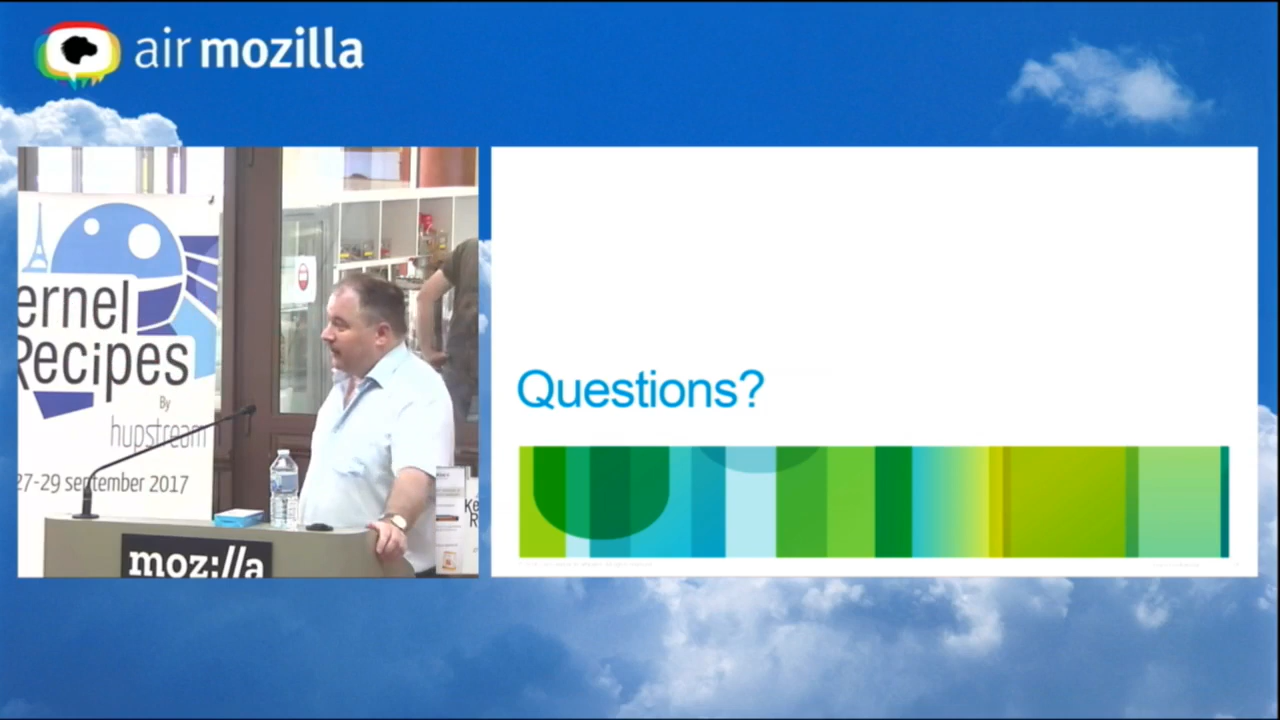 air mozilla
ernel
Recipes
By
hupstream
27-29 september 2017
moz://a
Questions?